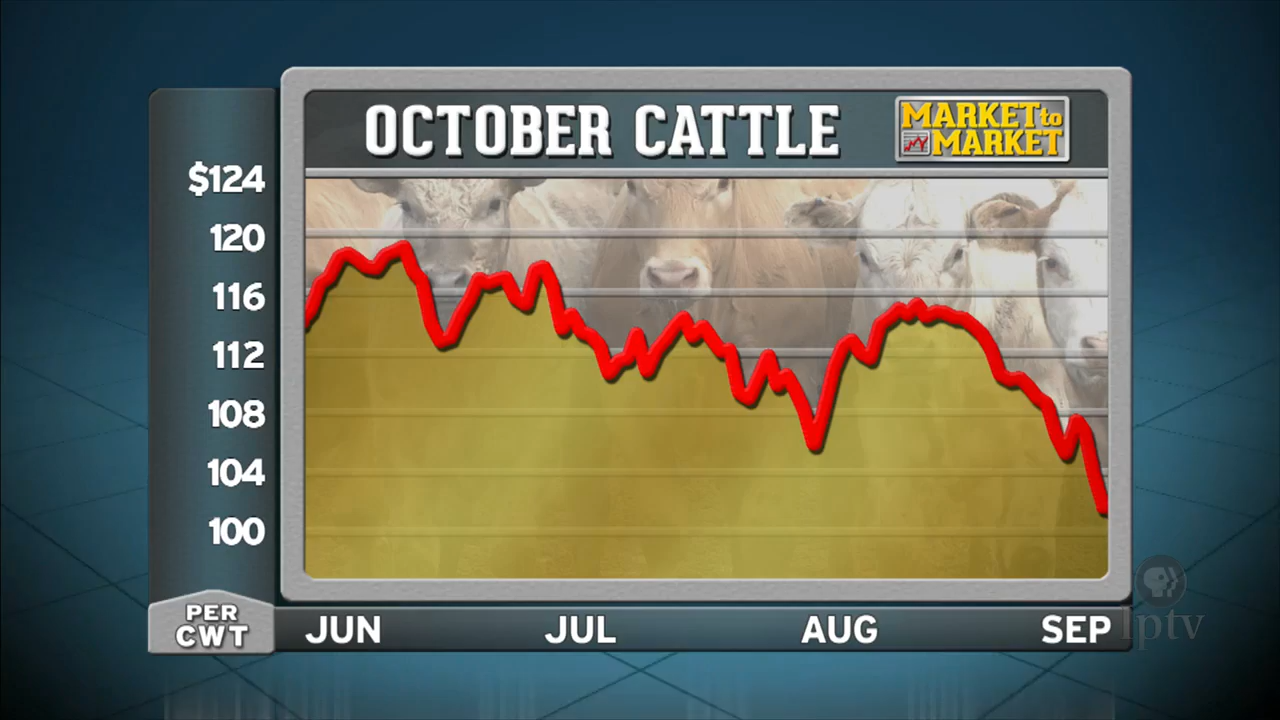 OCTOBER CATTLE
MARKET to
MARKET
$124
120
116
112
108
104
100
PER
CWT
JUN JUL AUG SEP
iptv